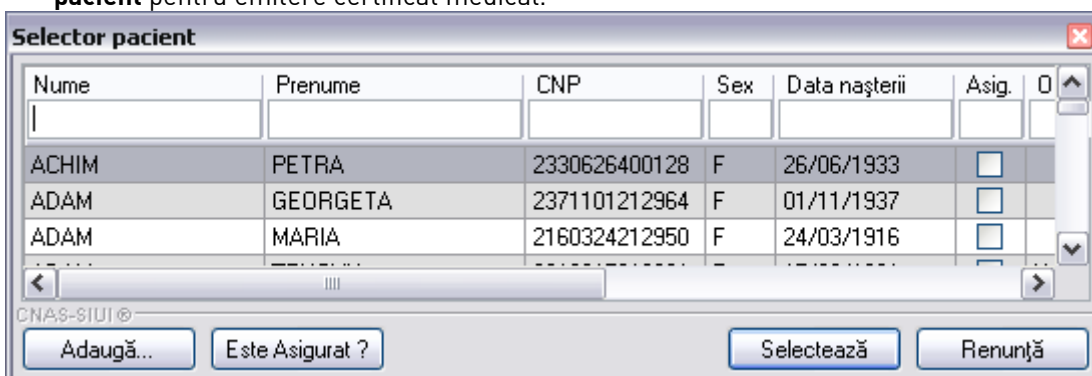 pacient pentru emitere certificat medical.
Selector pacient
Nume Prenume CNP Sex Data naşterii Asig. O
ACHIM PETRA 2330626400128 F 26/06/1933
ADAM GEORGETA 2371101212964 F 01/11/1937
ADAM MARIA 2160324212950 F 24/03/1916
CNAS-SIUI®
Adaugă... Este Asigurat ? Selectează Renunţă